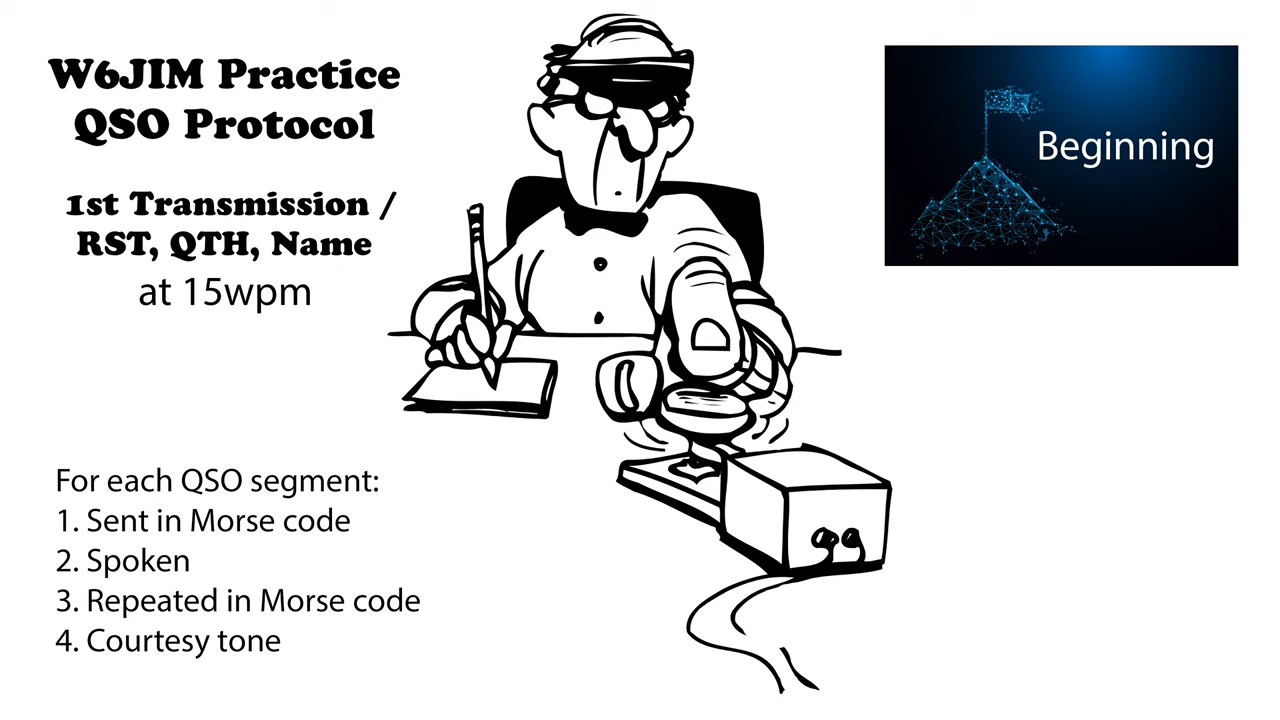 W6JIM Practice
QSO Protocol
1st Transmission /
RST, QTH, Name
at 15wpm
Beginning
For each QSO segment:
1. Sent in Morse code
2. Spoken
3. Repeated in Morse code
4. Courtesy tone